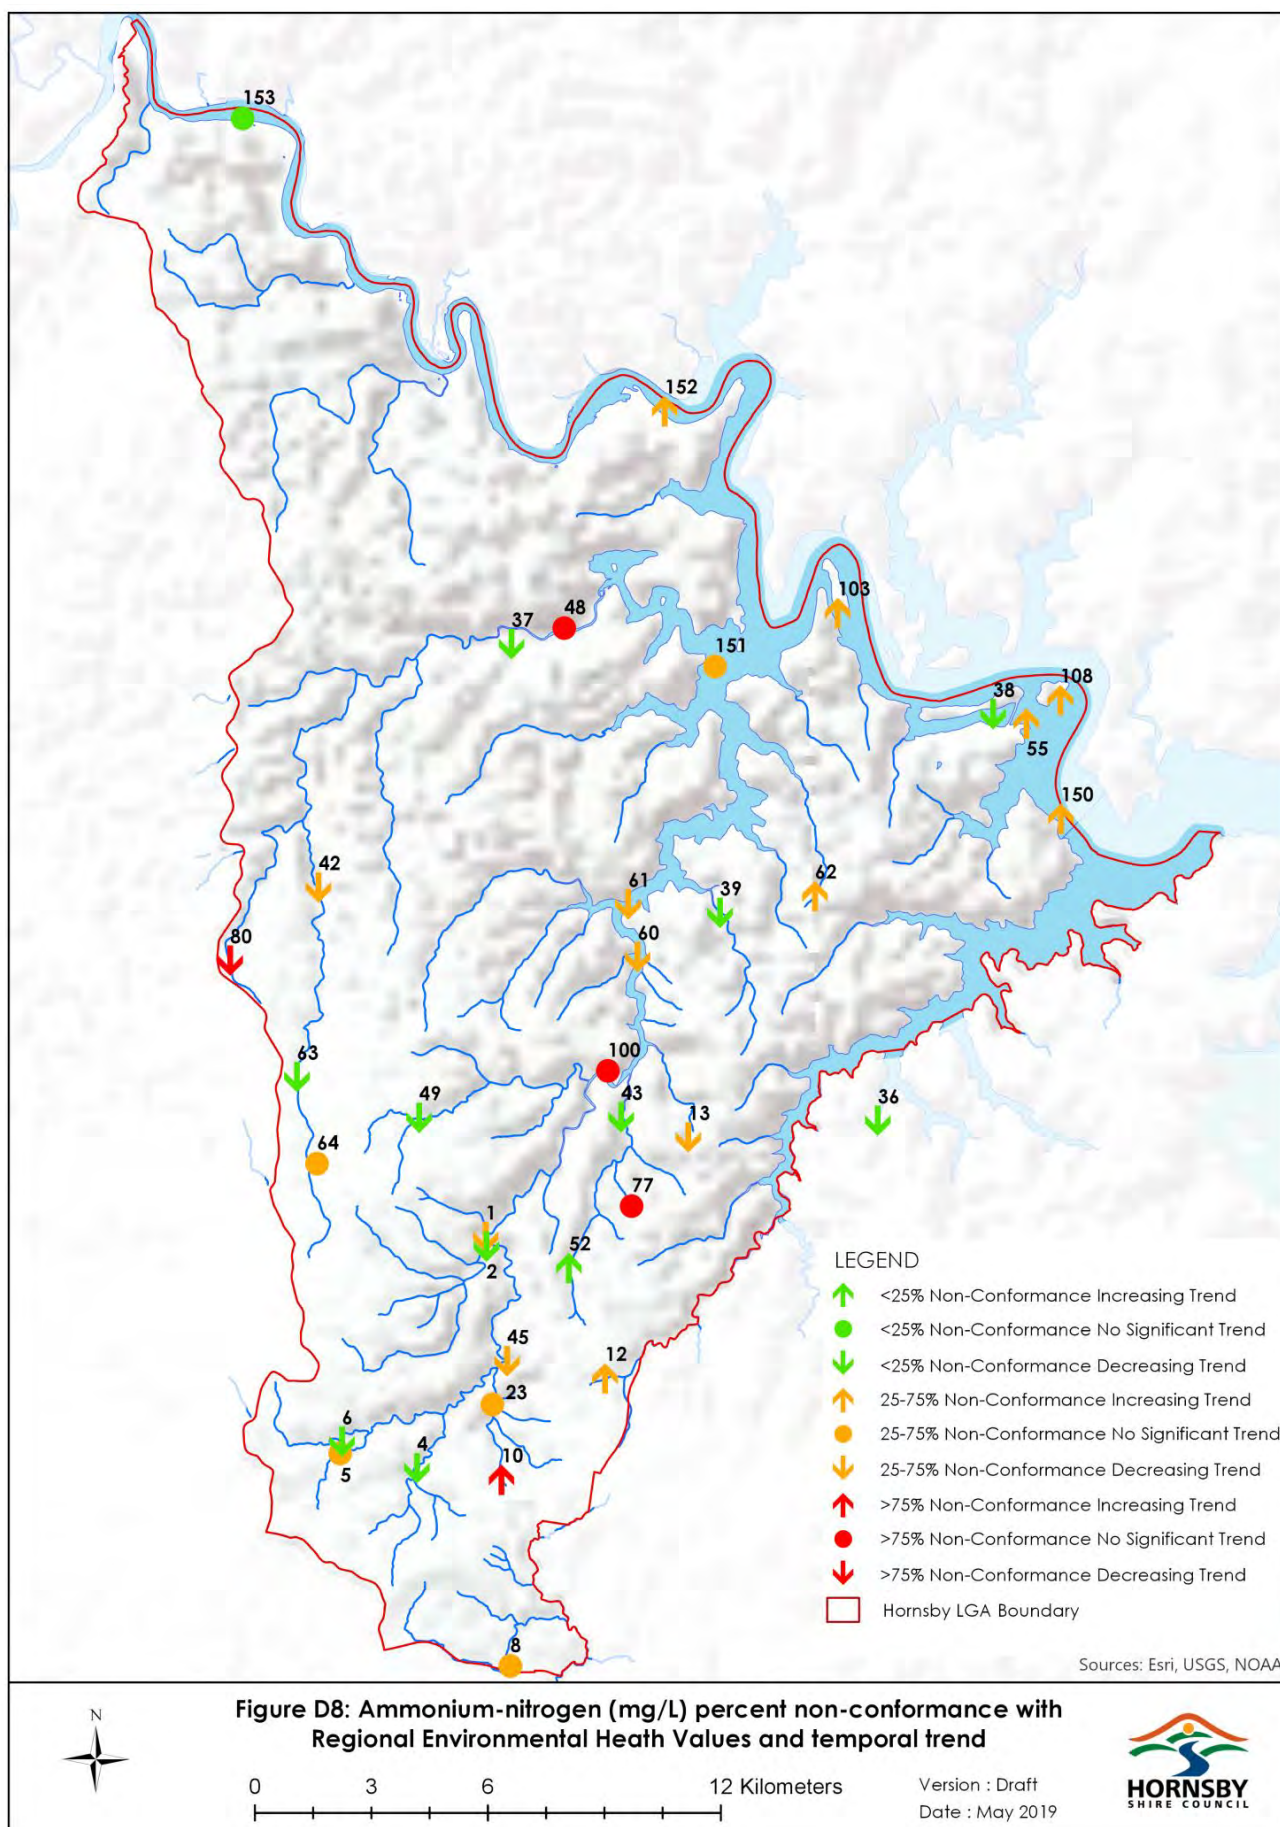 153
152
103
37
48
151
38
108
55
150
42
61
39
62
80
60
63
100
49
43
13
36
64
77
1
52
2
45
12
23
6
4
10
5
8
LEGEND
<25% Non-Conformance Increasing Trend
<25% Non-Conformance No Significant Trend
<25% Non-Conformance Decreasing Trend
25-75% Non-Conformance Increasing Trend
25-75% Non-Conformance No Significant Trend
25-75% Non-Conformance Decreasing Trend
>75% Non-Conformance Increasing Trend
>75% Non-Conformance No Significant Trend
>75% Non-Conformance Decreasing Trend
Hornsby LGA Boundary
Sources: Esri, USGS, NOAA
N
Figure D8: Ammonium-nitrogen (mg/L) percent non-conformance with
Regional Environmental Heath Values and temporal trend
0 3 6 12 Kilometers
Version : Draft
Date : May 2019
HORNSBY
SHIRE COUNCIL